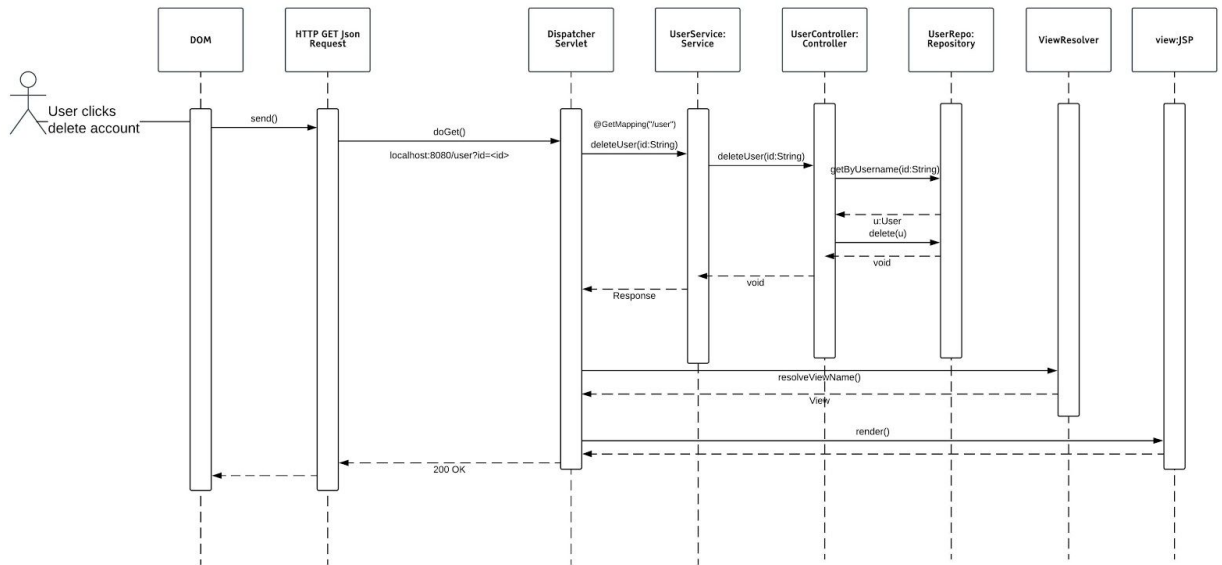 DOM
HTTP GET Json
Request
Dispatcher
Servlet
UserService:
Service
UserController:
Controller
UserRepo:
Repository
ViewResolver
view:JSP
User clicks
delete account
send()
doGet()
localhost:8080/user?id=<id>
@GetMapping("/user")
deleteUser(id:String)
deleteUser(id:String)
getByUsername(id:String)
u:User
delete(u)
void
void
Response
resolveViewName()
View
render()
200 OK